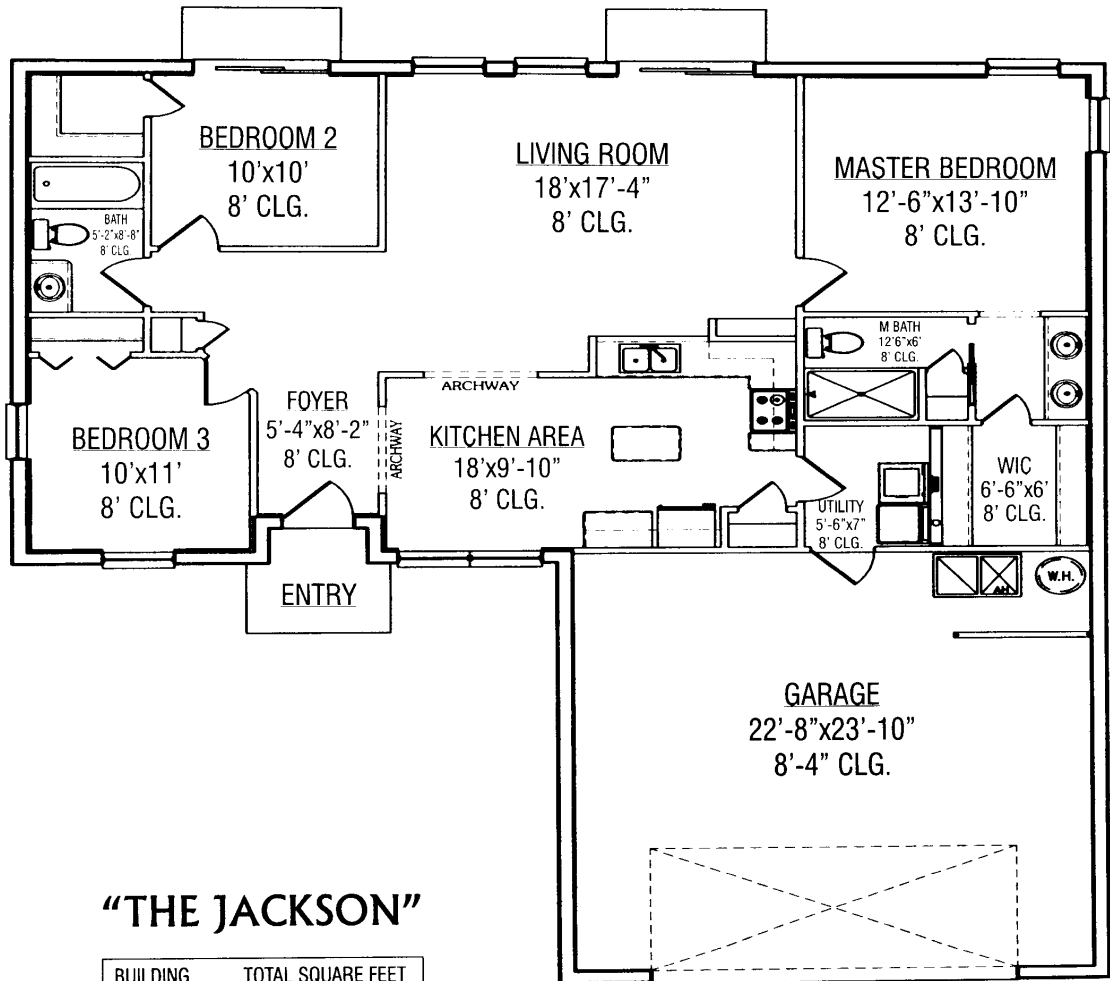 BEDROOM 2
10'x10'
8' CLG.
LIVING ROOM
18'x17'-4"
8' CLG.
MASTER BEDROOM
12'-6"x13'-10"
8' CLG.
BATH
5'-2"x8'-8"
8' CLG.
M BATH
12'6"x6'
8' CLG.
ARCHWAY
FOYER
5'-4"x8'-2"
8' CLG.
ARCHWAY
KITCHEN AREA
18'x9'-10"
8' CLG.
BEDROOM 3
10'x11'
8' CLG.
WIC
6'-6"x6'
8' CLG.
UTILITY
5'-6"x7'
8' CLG.
AH
W.H.
ENTRY
GARAGE
22'-8"x23'-10"
8'-4" CLG.
"THE JACKSON"
BUILDING TOTAL SQUARE FEET